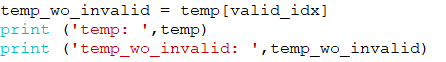 temp_wo_invalid = temp[valid_idx]
print ('temp: ',temp)
print ('temp_wo_invalid: ',temp_wo_invalid)